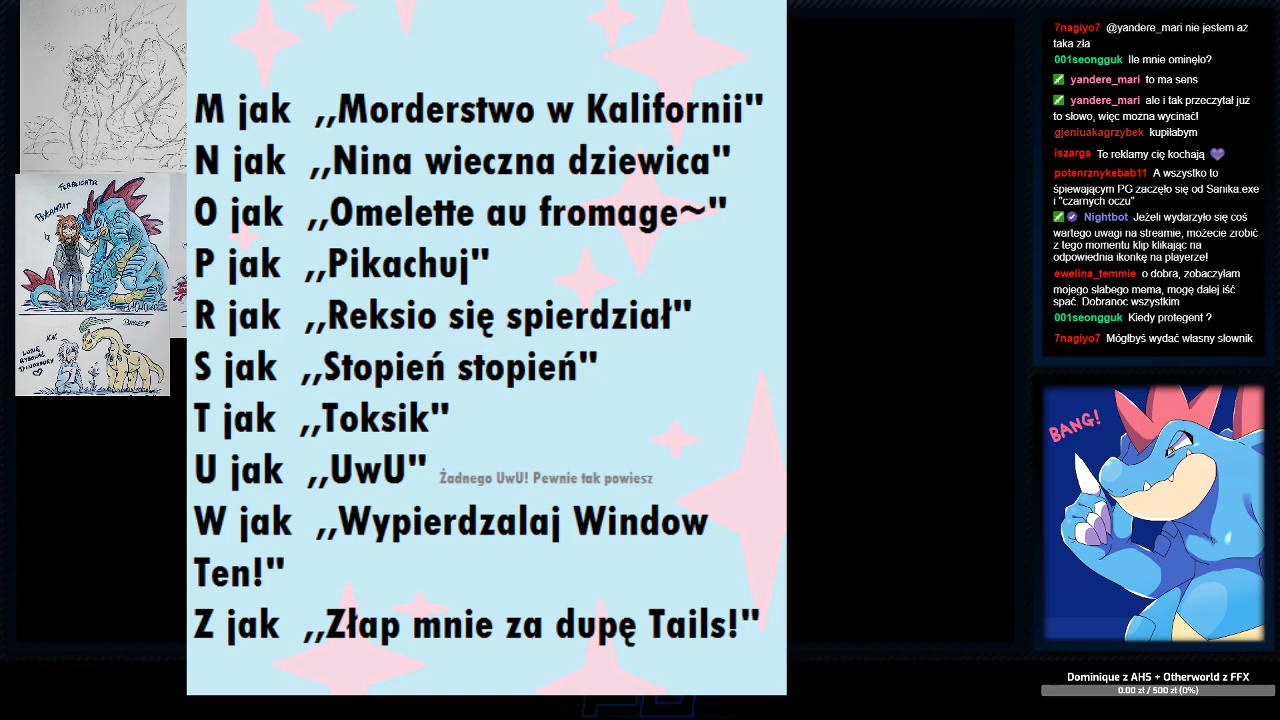 FERALIGATR
M jak ,,Morderstwo w Kalifornii"
N jak ,,Nina wieczna dziewica"
O jak ,,Omelette au fromage~"
P jak ,,Pikachuj"
R jak ,,Reksio się spierdział"
S jak ,,Stopień stopień"
T jak ,,Toksik"
U jak ,,UwU" Żadnego UwU! Pewnie tak powiesz
W jak ,,Wypierdzalaj Window
Ten!"
Z jak ,,Złap mnie za dupę Tails!"
7nagiyo7 @yandere_mari nie jestem aż
taka zła
001seongguk Ile mnie ominęło?
yandere_mari to ma sens
yandere_mari ale i tak przeczytał już
to słowo, więc mozna wycinać!
gjeniuakagrzybek kupiłabym
iszargs Te reklamy cię kochają
potenrznykebab11 A wszystko to
śpiewającym PG zaczęło się od Sanika.exe
i "czarnych oczu"
Nightbot Jeżeli wydarzyło się coś
wartego uwagi na streamie, możecie zrobić
z tego momentu klip klikając na
odpowiednia ikonkę na playerze!
ewelina_temmie o dobra, zobaczyłam
mojego słabego mema, mogę dalej iść
spać. Dobranoc wszystkim
001seongguk Kiedy protegent ?
7nagiyo7 Mógłbyś wydać własny słownik
BANG!
Dominique z AHS + Otherworld z FFX
0.00 zł / 500 zł (0%)